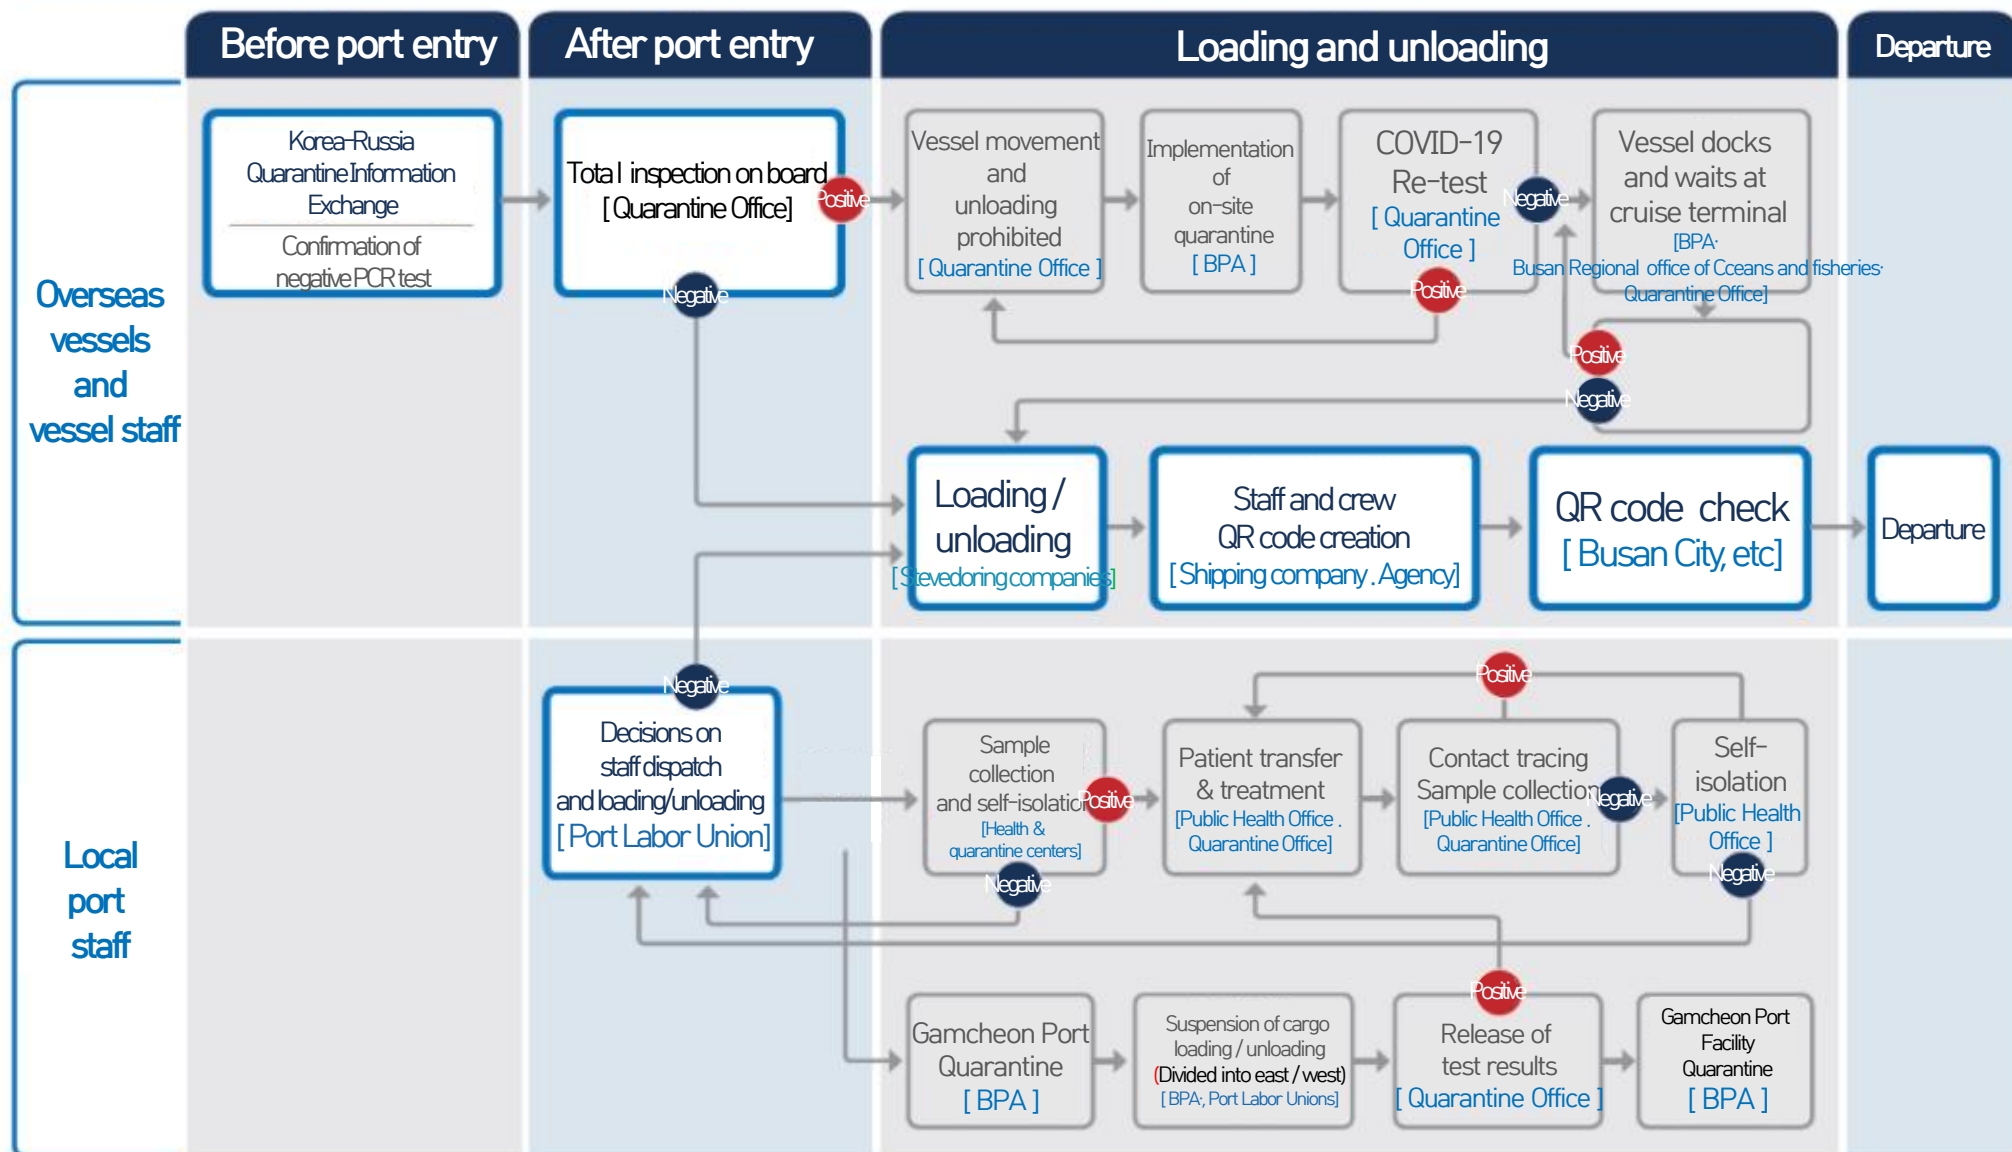 Before port entry
After port entry
Loading and unloading
Departure
Overseas
vessels
and
vessel staff
Korea-Russia
Quarantine Information
Exchange
Confirmation of
negative PCR test
Total inspection on board
[ Quarantine Office]
Positive
Negative
Vessel movement
and
unloading
prohibited
[ Quarantine Office ]
Implementation
of
on-site
quarantine
[ BPA ]
COVID-19
Re-test
[ Quarantine
Office ]
Negative
Positive
Vessel docks
and waits at
cruise terminal
[BPA·
Busan Regional office of Cceans and fisheries·
Quarantine Office]
Positive
Negative
Loading /
unloading
[ Stevedoring companies]
Staff and crew
QR code creation
[ Shipping company . Agency]
QR code check
[ Busan City, etc]
Departure
Local
port
staff
Negative
Decisions on
staff dispatch
and loading/unloading
[ Port Labor Union]
Sample
collection
and self-isolation
[Health &
quarantine centers]
Positive
Negative
Patient transfer
& treatment
[Public Health Office .
Quarantine Office]
Positive
Contact tracing
Sample collection
[Public Health Office .
Quarantine Office]
Negative
Self-
isolation
[Public Health
Office ]
Negative
Gamcheon Port
Quarantine
[ BPA ]
Suspension of cargo
loading / unloading
(Divided into east / west)
[ BPA·, Port Labor Unions]
Positive
Release of
test results
[ Quarantine Office ]
Gamcheon Port
Facility
Quarantine
[ BPA ]